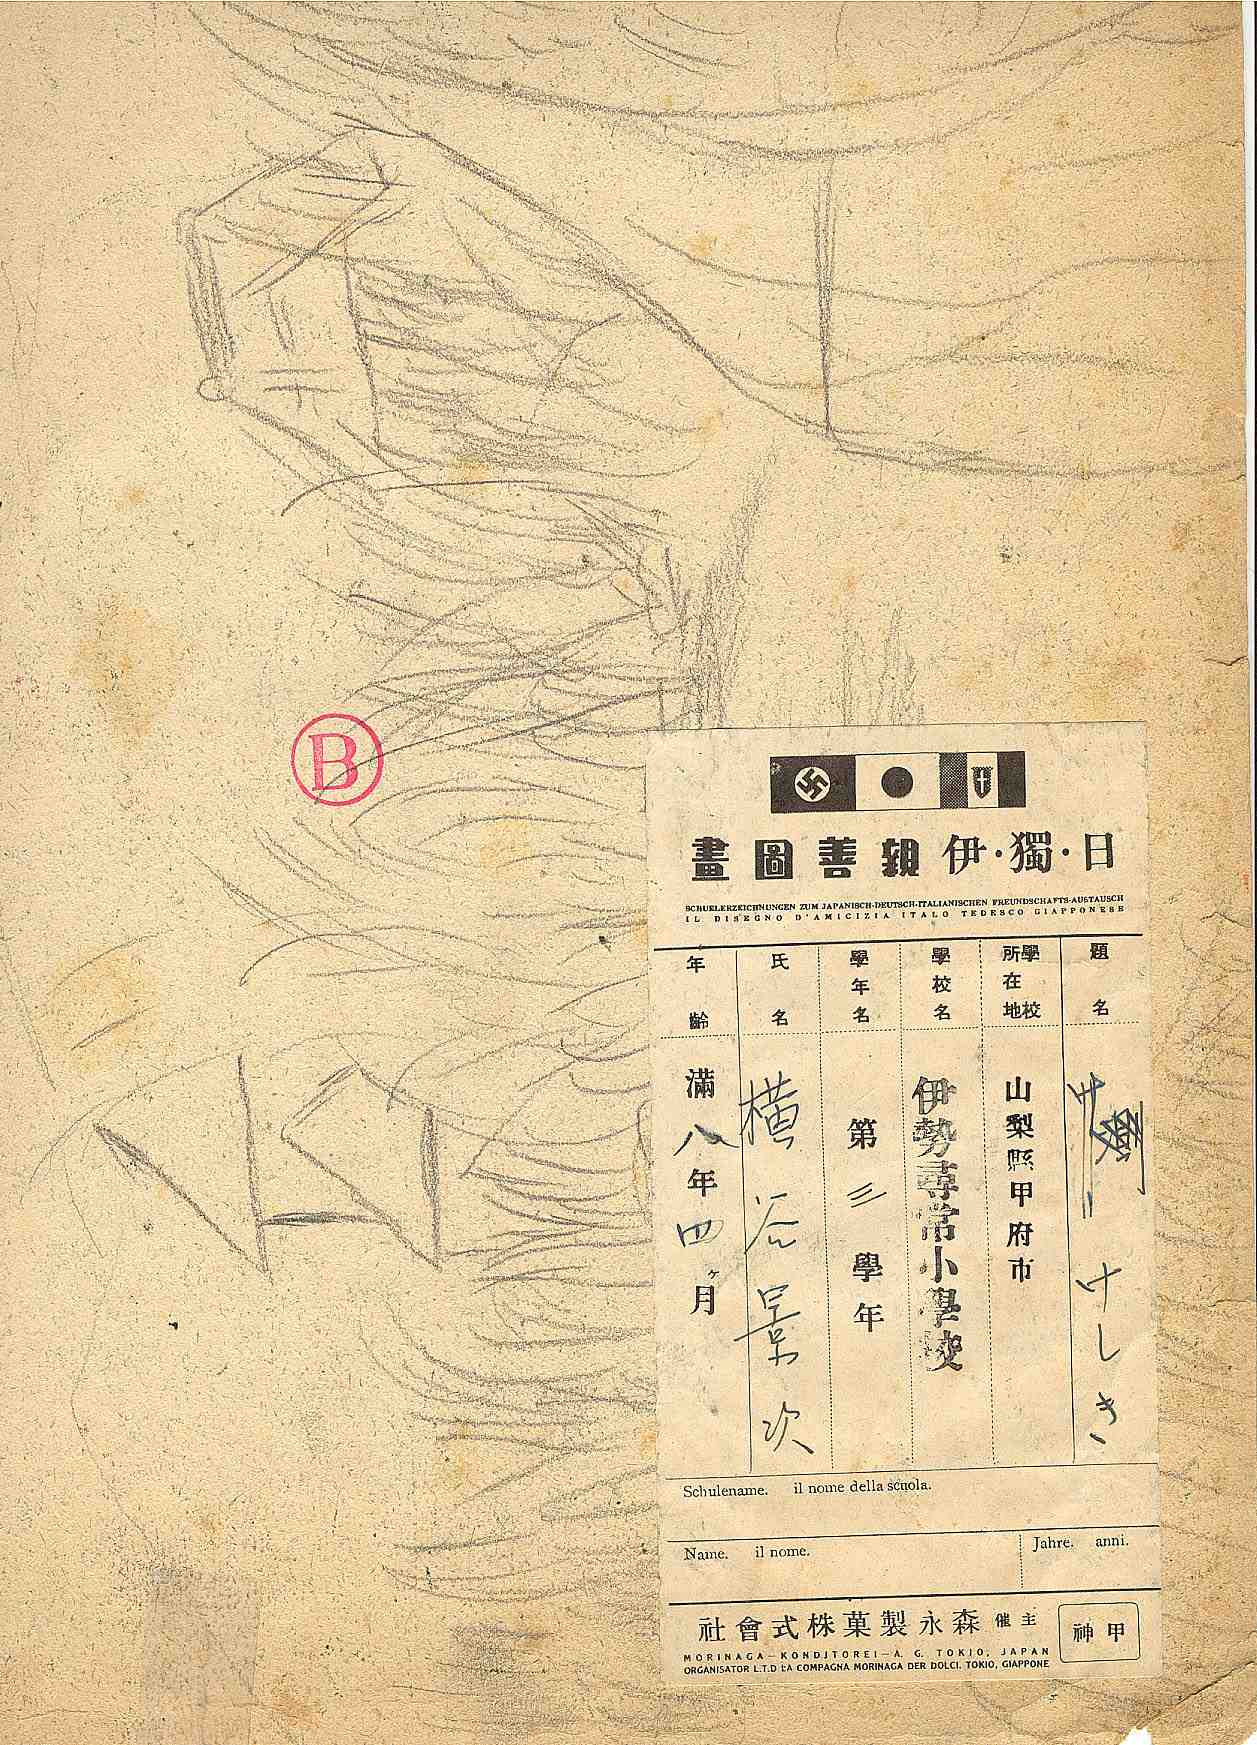 B
日・獨・伊親善圖畫
SCHUELERZEICHNUNGEN ZUM JAPANISCH-DEUTSCH-ITALIANISCHEN FREUNDSCHAFTS-AUSTAUSCH
IL DISEGNO D'AMICIZIA ITALO TEDESCO GIAPPONESE
題名
けしき
學校所在地
山梨縣甲府市
學校名
伊勢尋常小學校
學年名
第三學年
氏名
横谷景次
年齡
滿八年四ヶ月
Schulename. il nome della scuola.
Name. il nome.
Jahre. anni.
甲神
主催 森永製菓株式會社
MORINAGA—KONDITOREI—A. G. TOKIO, JAPAN
ORGANISATOR L.T.D LA COMPAGNA MORINAGA DER DOLCI. TOKIO, GIAPPONE